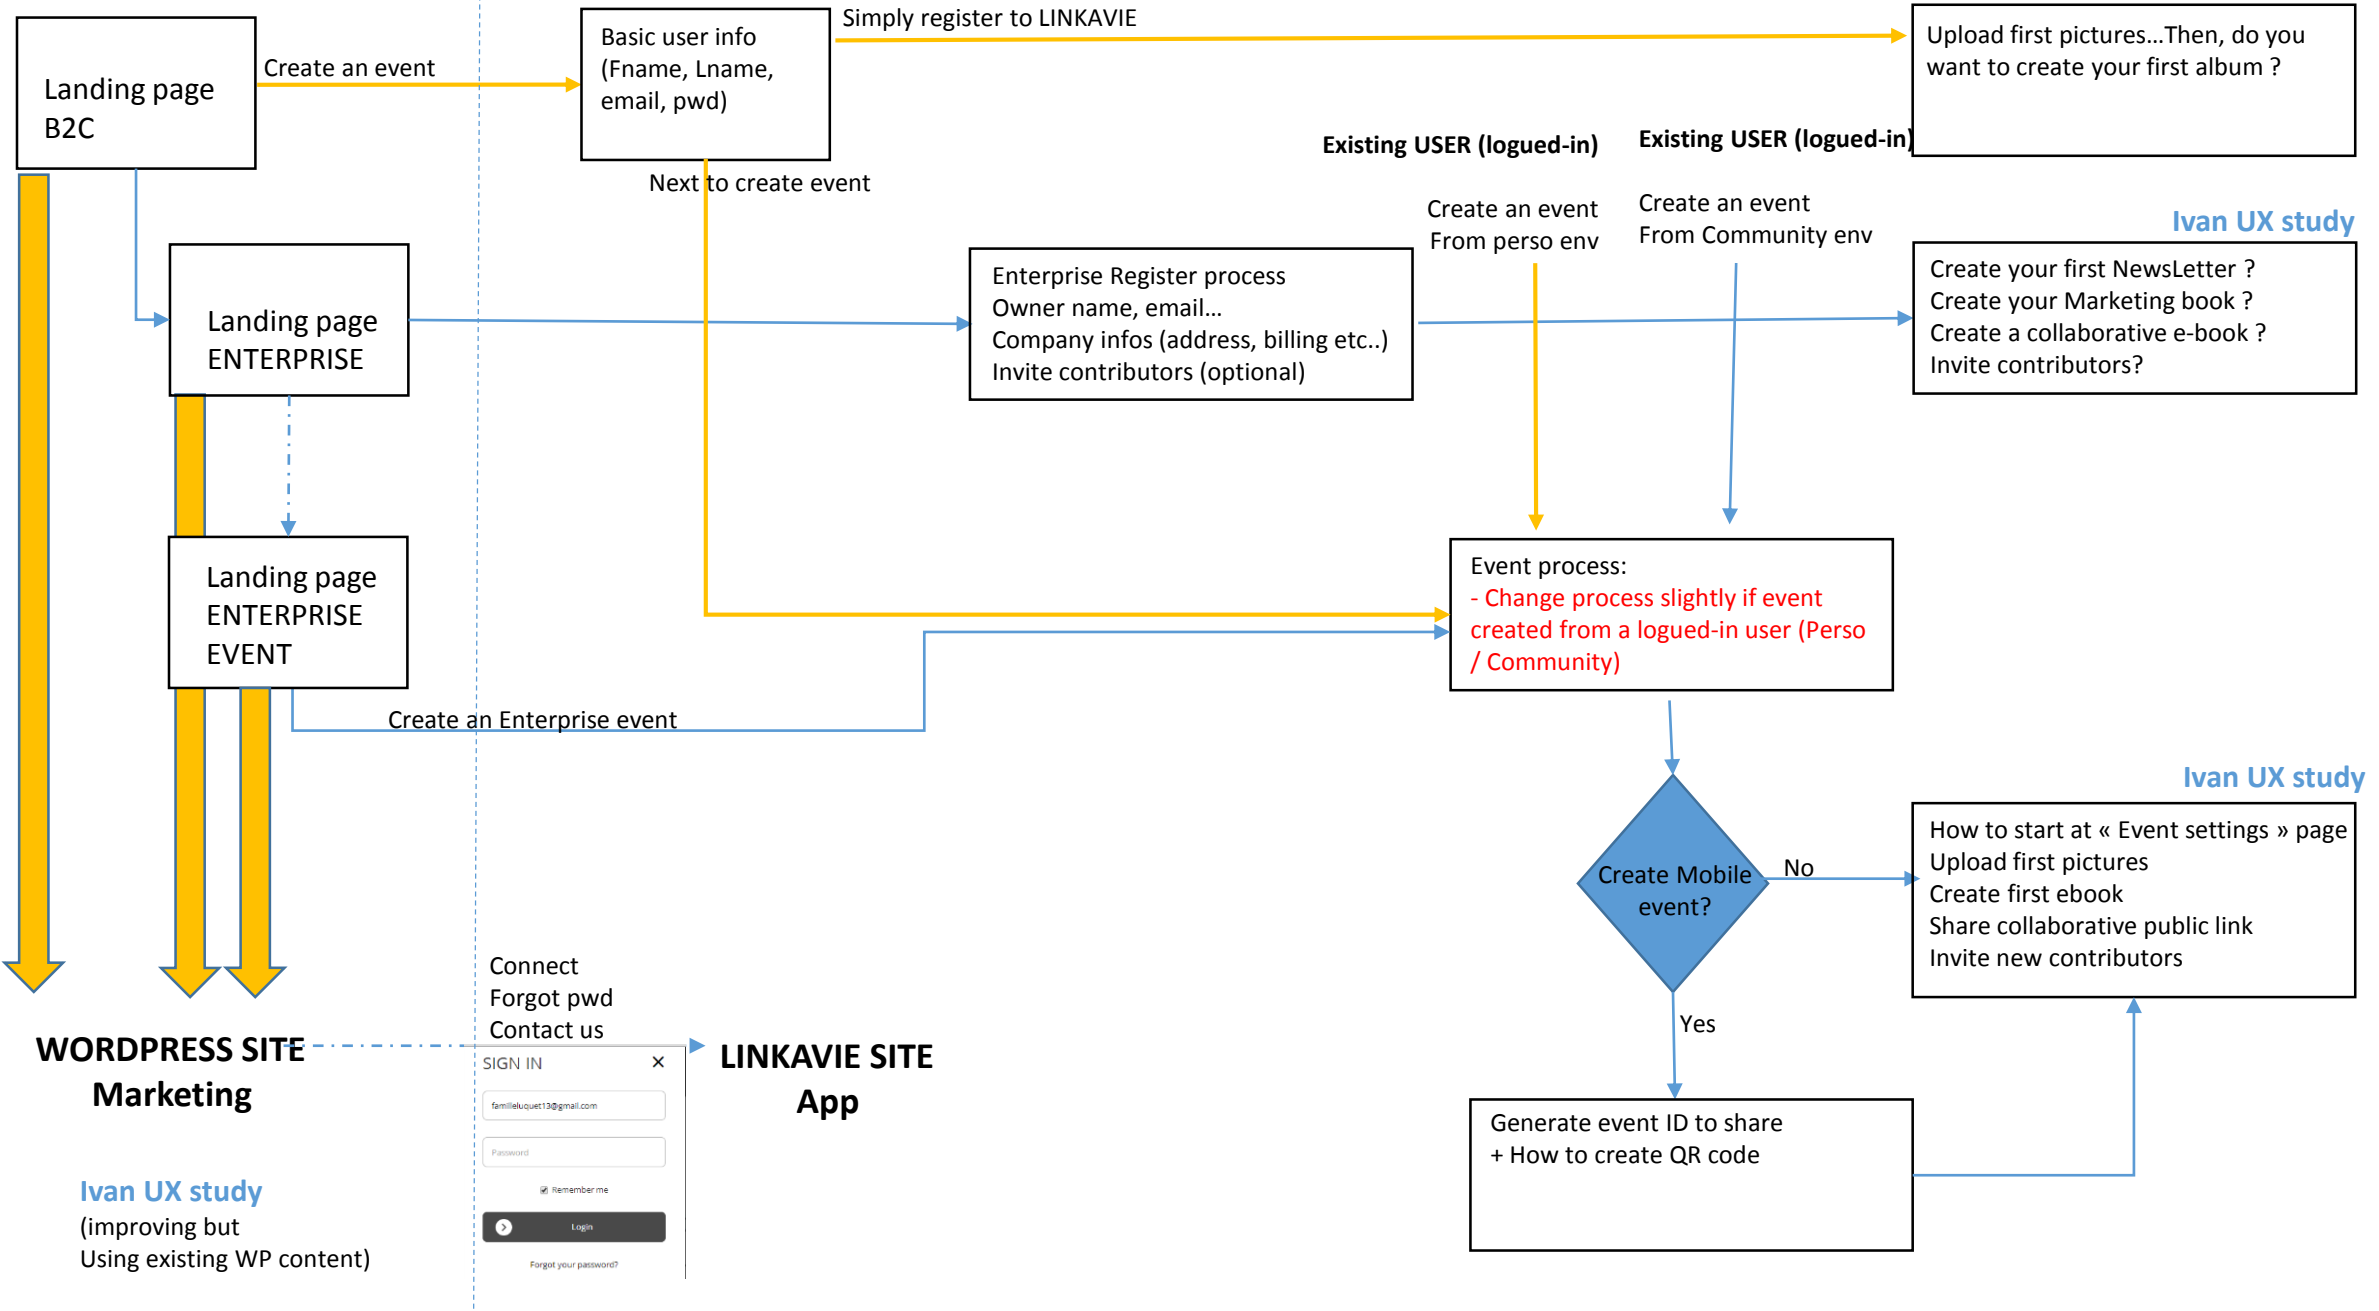 Landing page
B2C
Create an event
Basic user info
(Fname, Lname,
email, pwd)
Simply register to LINKAVIE
Upload first pictures...Then, do you
want to create your first album ?
Next to create event
Existing USER (logued-in)
Existing USER (logued-in)
Create an event
From perso env
Create an event
From Community env
Ivan UX study
Landing page
ENTERPRISE
Enterprise Register process
Owner name, email...
Company infos (address, billing etc..)
Invite contributors (optional)
Create your first NewsLetter ?
Create your Marketing book ?
Create a collaborative e-book ?
Invite contributors?
Landing page
ENTERPRISE
EVENT
Create an Enterprise event
Event process:
- Change process slightly if event
created from a logued-in user (Perso
/ Community)
Create Mobile
event?
No
Yes
Ivan UX study
How to start at « Event settings » page
Upload first pictures
Create first ebook
Share collaborative public link
Invite new contributors
Generate event ID to share
+ How to create QR code
Connect
Forgot pwd
Contact us
WORDPRESS SITE
Marketing
LINKAVIE SITE
App
SIGN IN
familleluquet13@gmail.com
Password
Remember me
Login
Forgot your password?
Ivan UX study
(improving but
Using existing WP content)